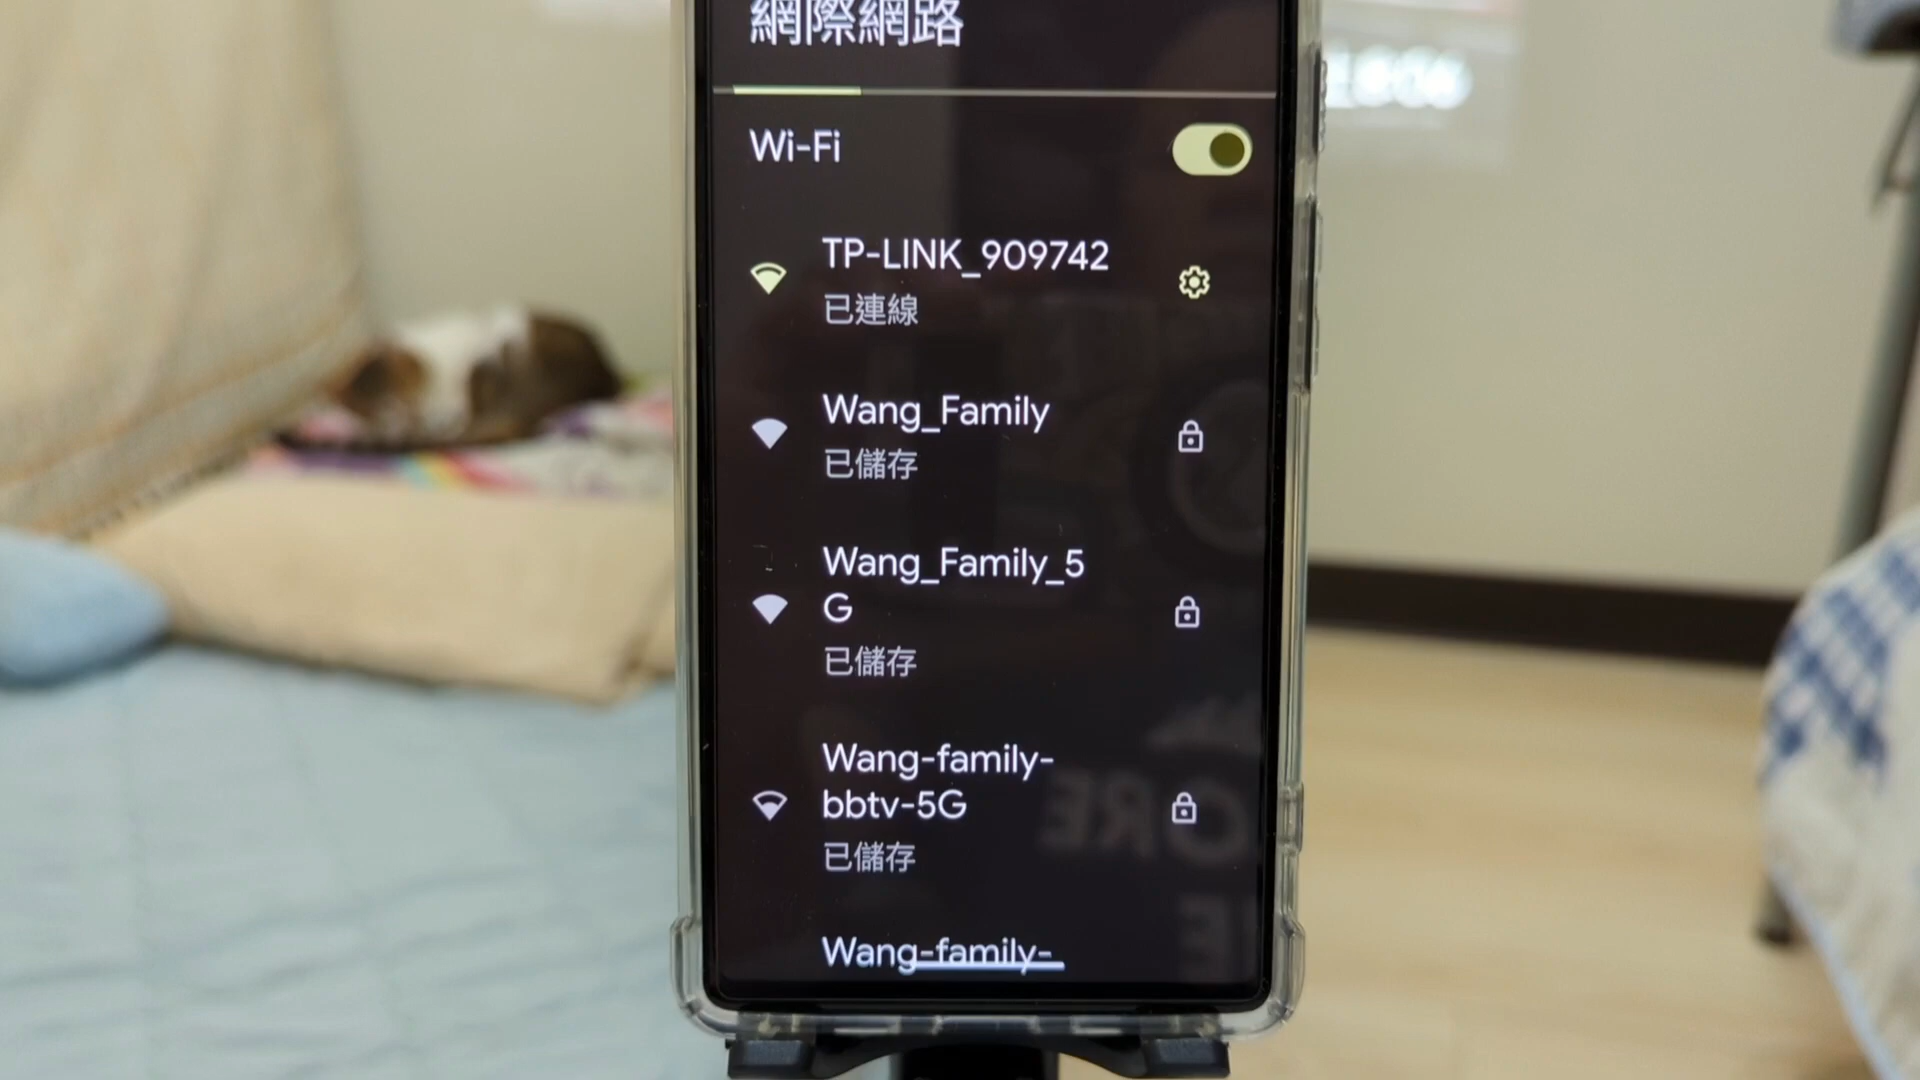 網際網路
Wi-Fi
TP-LINK_909742
已連線
Wang_Family
已儲存
Wang_Family_5
G
已儲存
Wang-family-
bbtv-5G
已儲存
Wang-family-